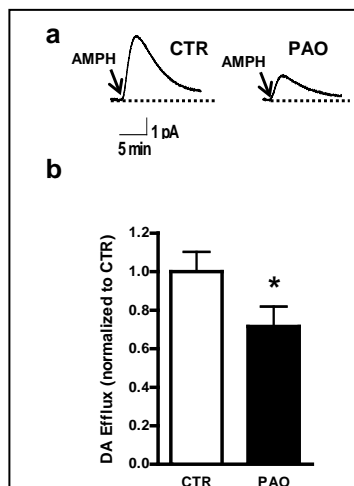 a
CTR
PAO
AMPH
AMPH
1 pA
5 min
b
DA Efflux (normalized to CTR)
1.2
1.0
0.8
0.6
0.4
0.2
0.0
*
CTR
PAO